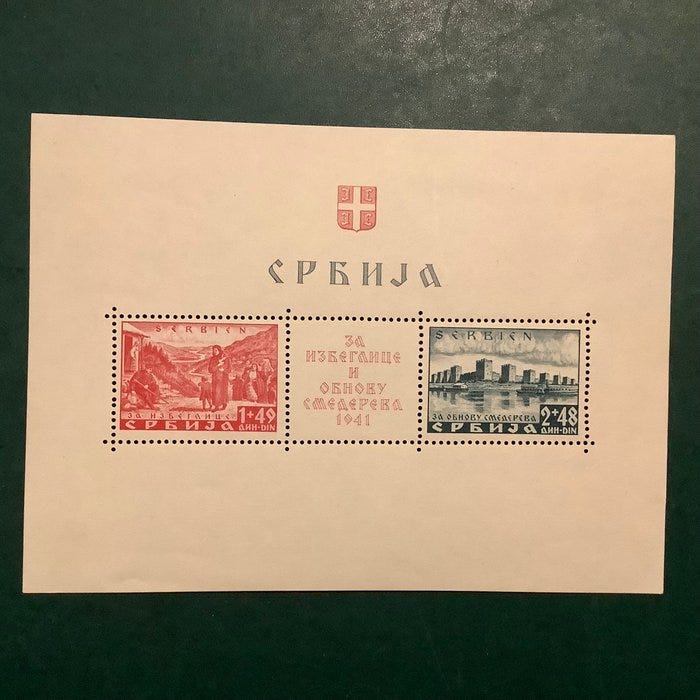 СРБИЈА
SERBIEN
ЗА ИЗБЕГЛИЦЕ
1+49
СРБИЈА
ДИН-DIN
ЗА
ИЗБЕГЛИЦЕ
И
ОБНОВУ
СМЕДЕРЕВА
1941
SERBIEN
ЗА ОБНОВУ СМЕДЕРЕВА
2+48
СРБИЈА
ДИН-DIN